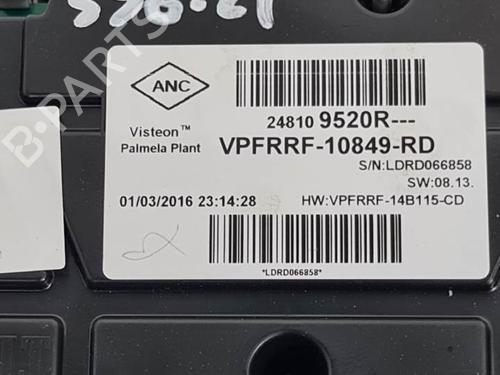 ANC
Visteon™
Palmela Plant
24810 9520R---
VPFRRF-10849-RD
S/N:LDRD066858
SW:08.13.
01/03/2016 23:14:28
HW:VPFRRF-14B115-CD
*LDRD066858*
B-PARTS